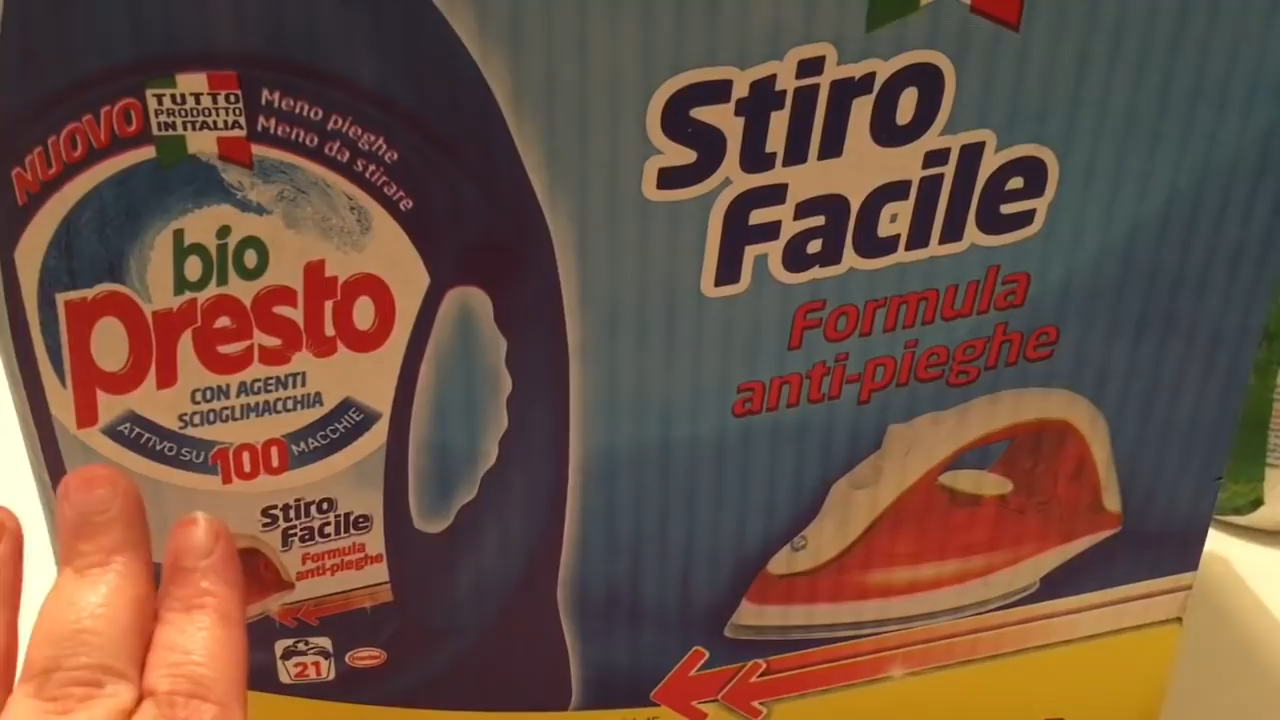 NUOVO
TUTTO
PRODOTTO
IN ITALIA
Meno pieghe
Meno da stirare
bio
presto
CON AGENTI
SCIOGLIMACCHIA
ATTIVO SU 100 MACCHIE
Stiro
Facile
Formula
anti-pieghe
21
Stiro
Facile
Formula
anti-pieghe